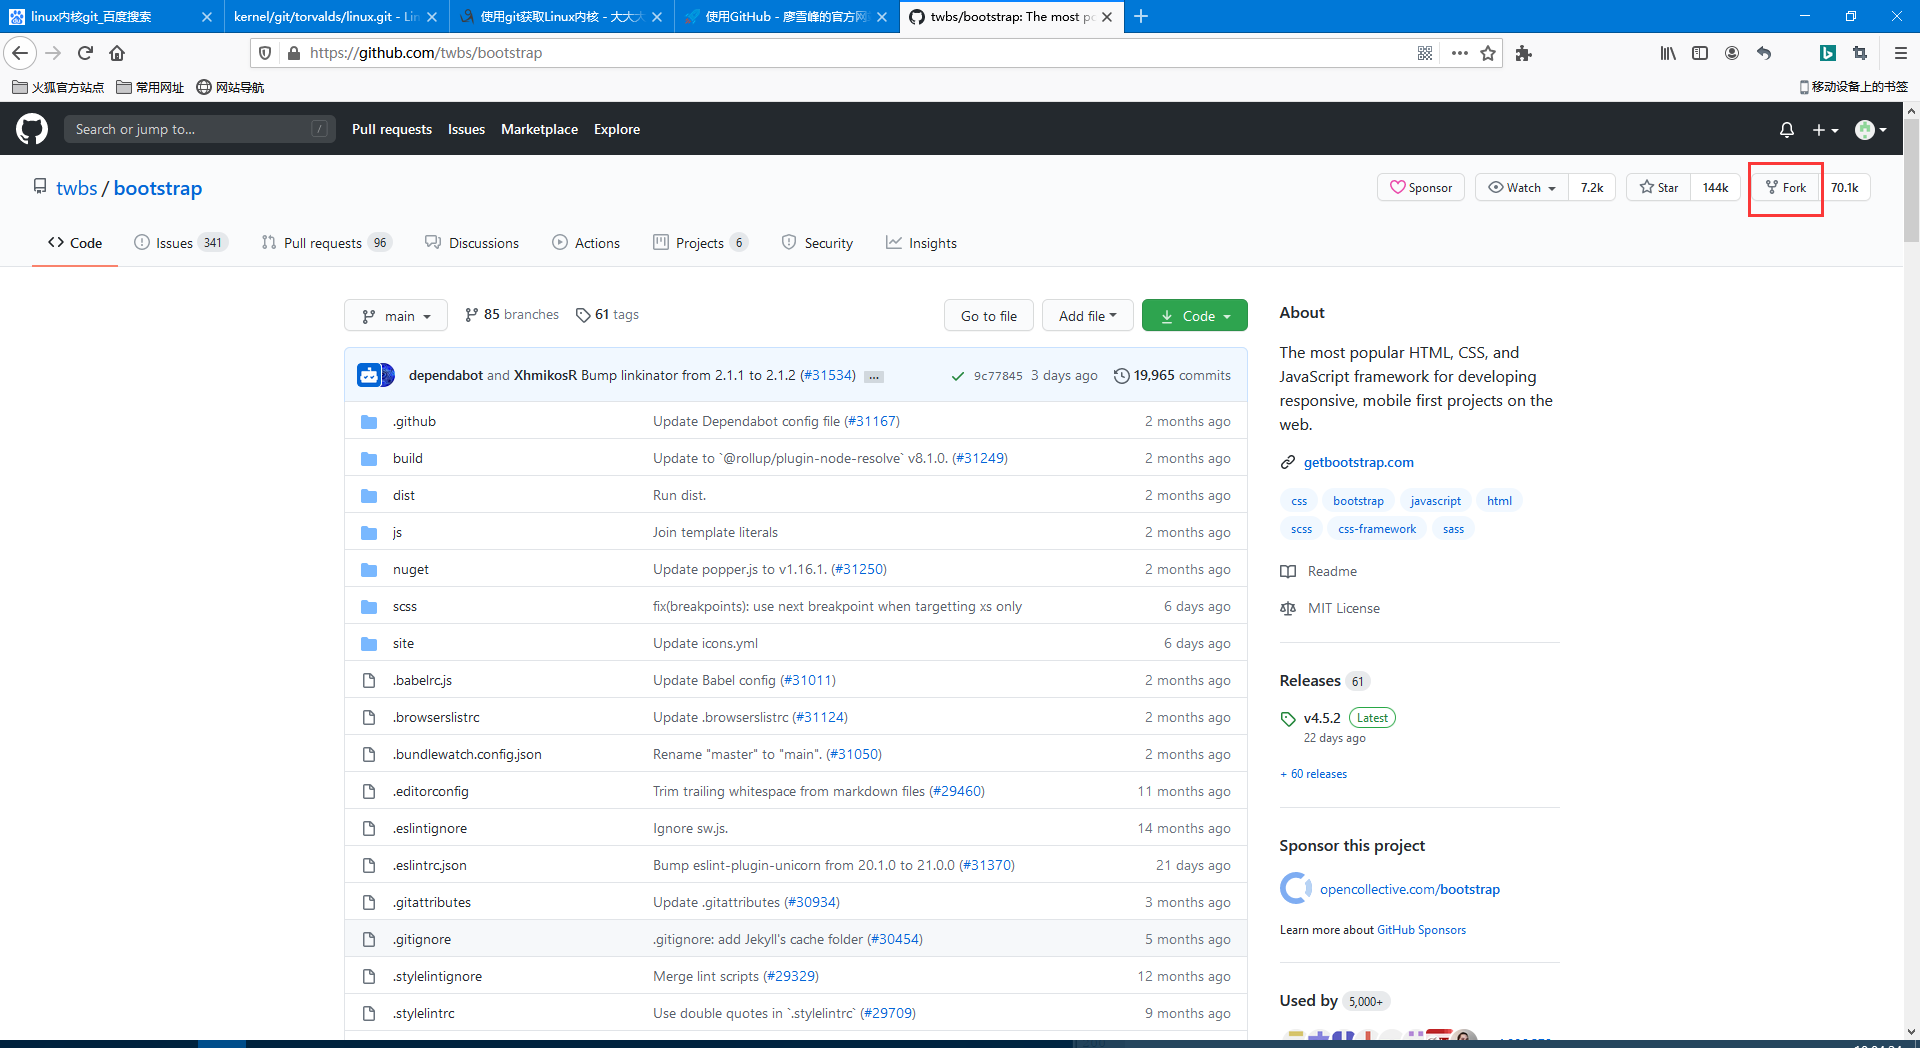 linux内核git_百度搜索
kernel/git/torvalds/linux.git - Lin
使用git获取Linux内核 - 大大大
使用GitHub - 廖雪峰的官方网
twbs/bootstrap: The most po
https://github.com/twbs/bootstrap
火狐官方站点 常用网址 网站导航 移动设备上的书签
Search or jump to... / Pull requests Issues Marketplace Explore
twbs / bootstrap Sponsor Watch 7.2k Star 144k Fork 70.1k
Code Issues 341 Pull requests 96 Discussions Actions Projects 6 Security Insights
main 85 branches 61 tags Go to file Add file Code
dependabot and XhmikosR Bump linkinator from 2.1.1 to 2.1.2 (#31534) ... 9c77845 3 days ago 19,965 commits
.github Update Dependabot config file (#31167) 2 months ago
build Update to `@rollup/plugin-node-resolve` v8.1.0. (#31249) 2 months ago
dist Run dist. 2 months ago
js Join template literals 2 months ago
nuget Update popper.js to v1.16.1. (#31250) 2 months ago
scss fix(breakpoints): use next breakpoint when targetting xs only 6 days ago
site Update icons.yml 6 days ago
.babelrc.js Update Babel config (#31011) 2 months ago
.browserslistrc Update .browserslistrc (#31124) 2 months ago
.bundlewatch.config.json Rename "master" to "main". (#31050) 2 months ago
.editorconfig Trim trailing whitespace from markdown files (#29460) 11 months ago
.eslintignore Ignore sw.js. 14 months ago
.eslintrc.json Bump eslint-plugin-unicorn from 20.1.0 to 21.0.0 (#31370) 21 days ago
.gitattributes Update .gitattributes (#30934) 3 months ago
.gitignore .gitignore: add Jekyll's cache folder (#30454) 5 months ago
.stylelintignore Merge lint scripts (#29329) 12 months ago
.stylelintrc Use double quotes in `.stylelintrc` (#29709) 9 months ago
About
The most popular HTML, CSS, and
JavaScript framework for developing
responsive, mobile first projects on the
web.
getbootstrap.com
css bootstrap javascript html
scss css-framework sass
Readme
MIT License
Releases 61
v4.5.2 Latest
22 days ago
+ 60 releases
Sponsor this project
opencollective.com/bootstrap
Learn more about GitHub Sponsors
Used by 5,000+